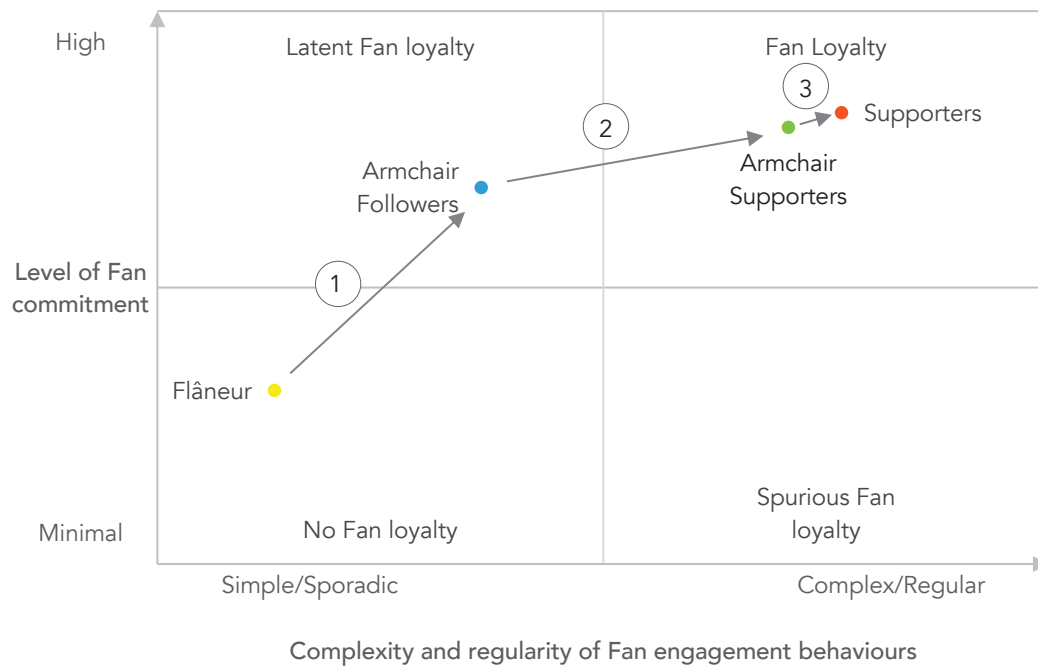 High
Latent Fan loyalty
Fan Loyalty
3
Supporters
2
Armchair
Followers
Armchair
Supporters
Level of Fan
commitment
1
Flâneur
Minimal
No Fan loyalty
Spurious Fan
loyalty
Simple/Sporadic
Complex/Regular
Complexity and regularity of Fan engagement behaviours